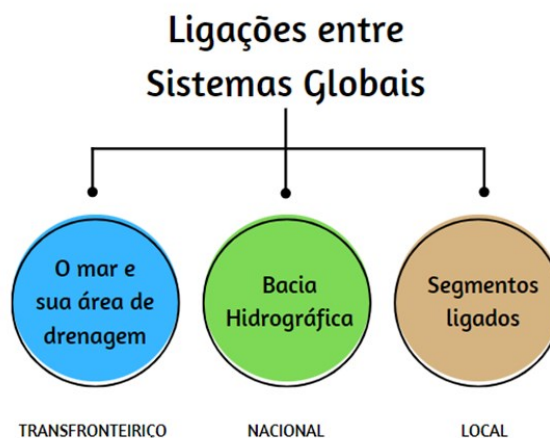 Ligações entre
Sistemas Globais
O mar e
sua área de
drenagem
Bacia
Hidrográfica
Segmentos
ligados
TRANSFRONTEIRIÇO
NACIONAL
LOCAL